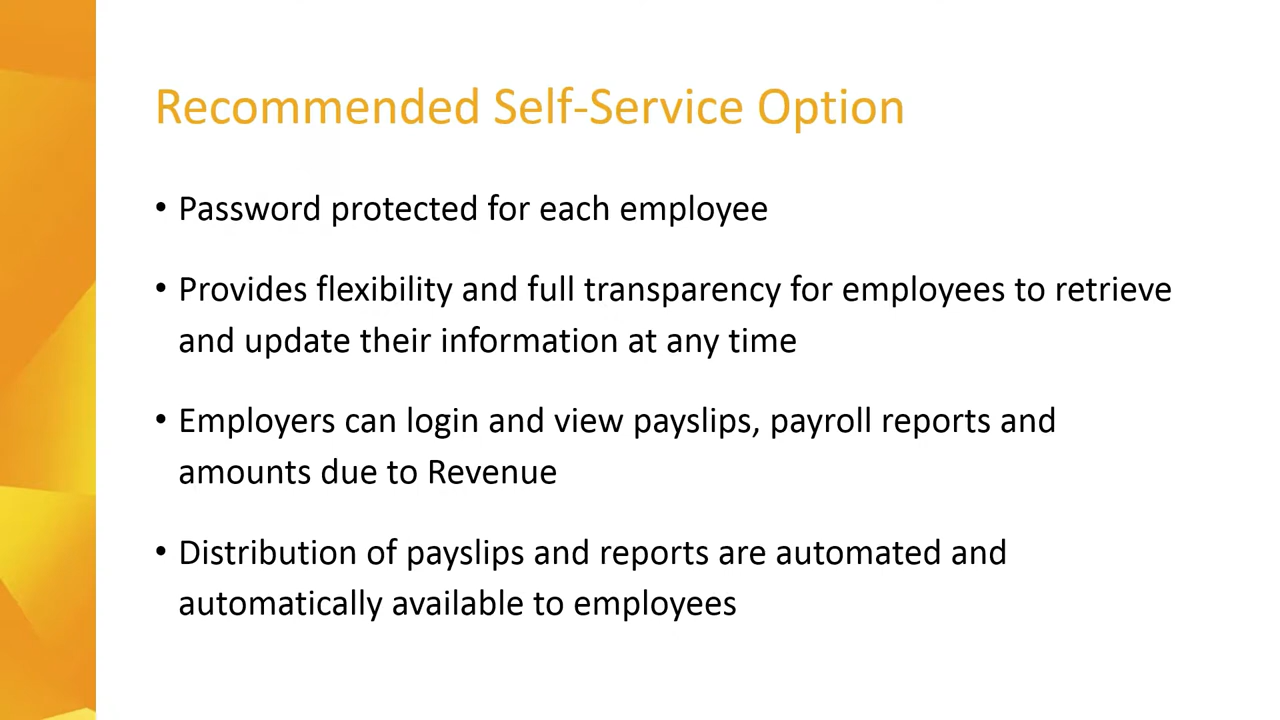 Recommended Self-Service Option
• Password protected for each employee
• Provides flexibility and full transparency for employees to retrieve
and update their information at any time
• Employers can login and view payslips, payroll reports and
amounts due to Revenue
• Distribution of payslips and reports are automated and
automatically available to employees